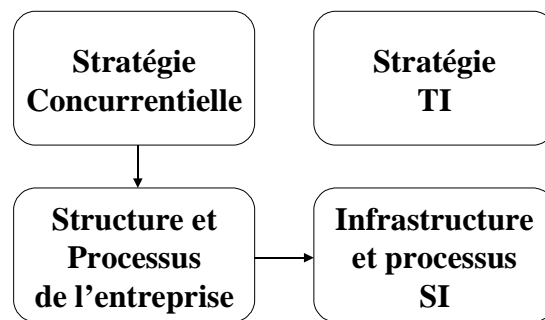 Stratégie
Concurrentielle
Stratégie
TI
Structure et
Processus
de l’entreprise
Infrastructure
et processus
SI